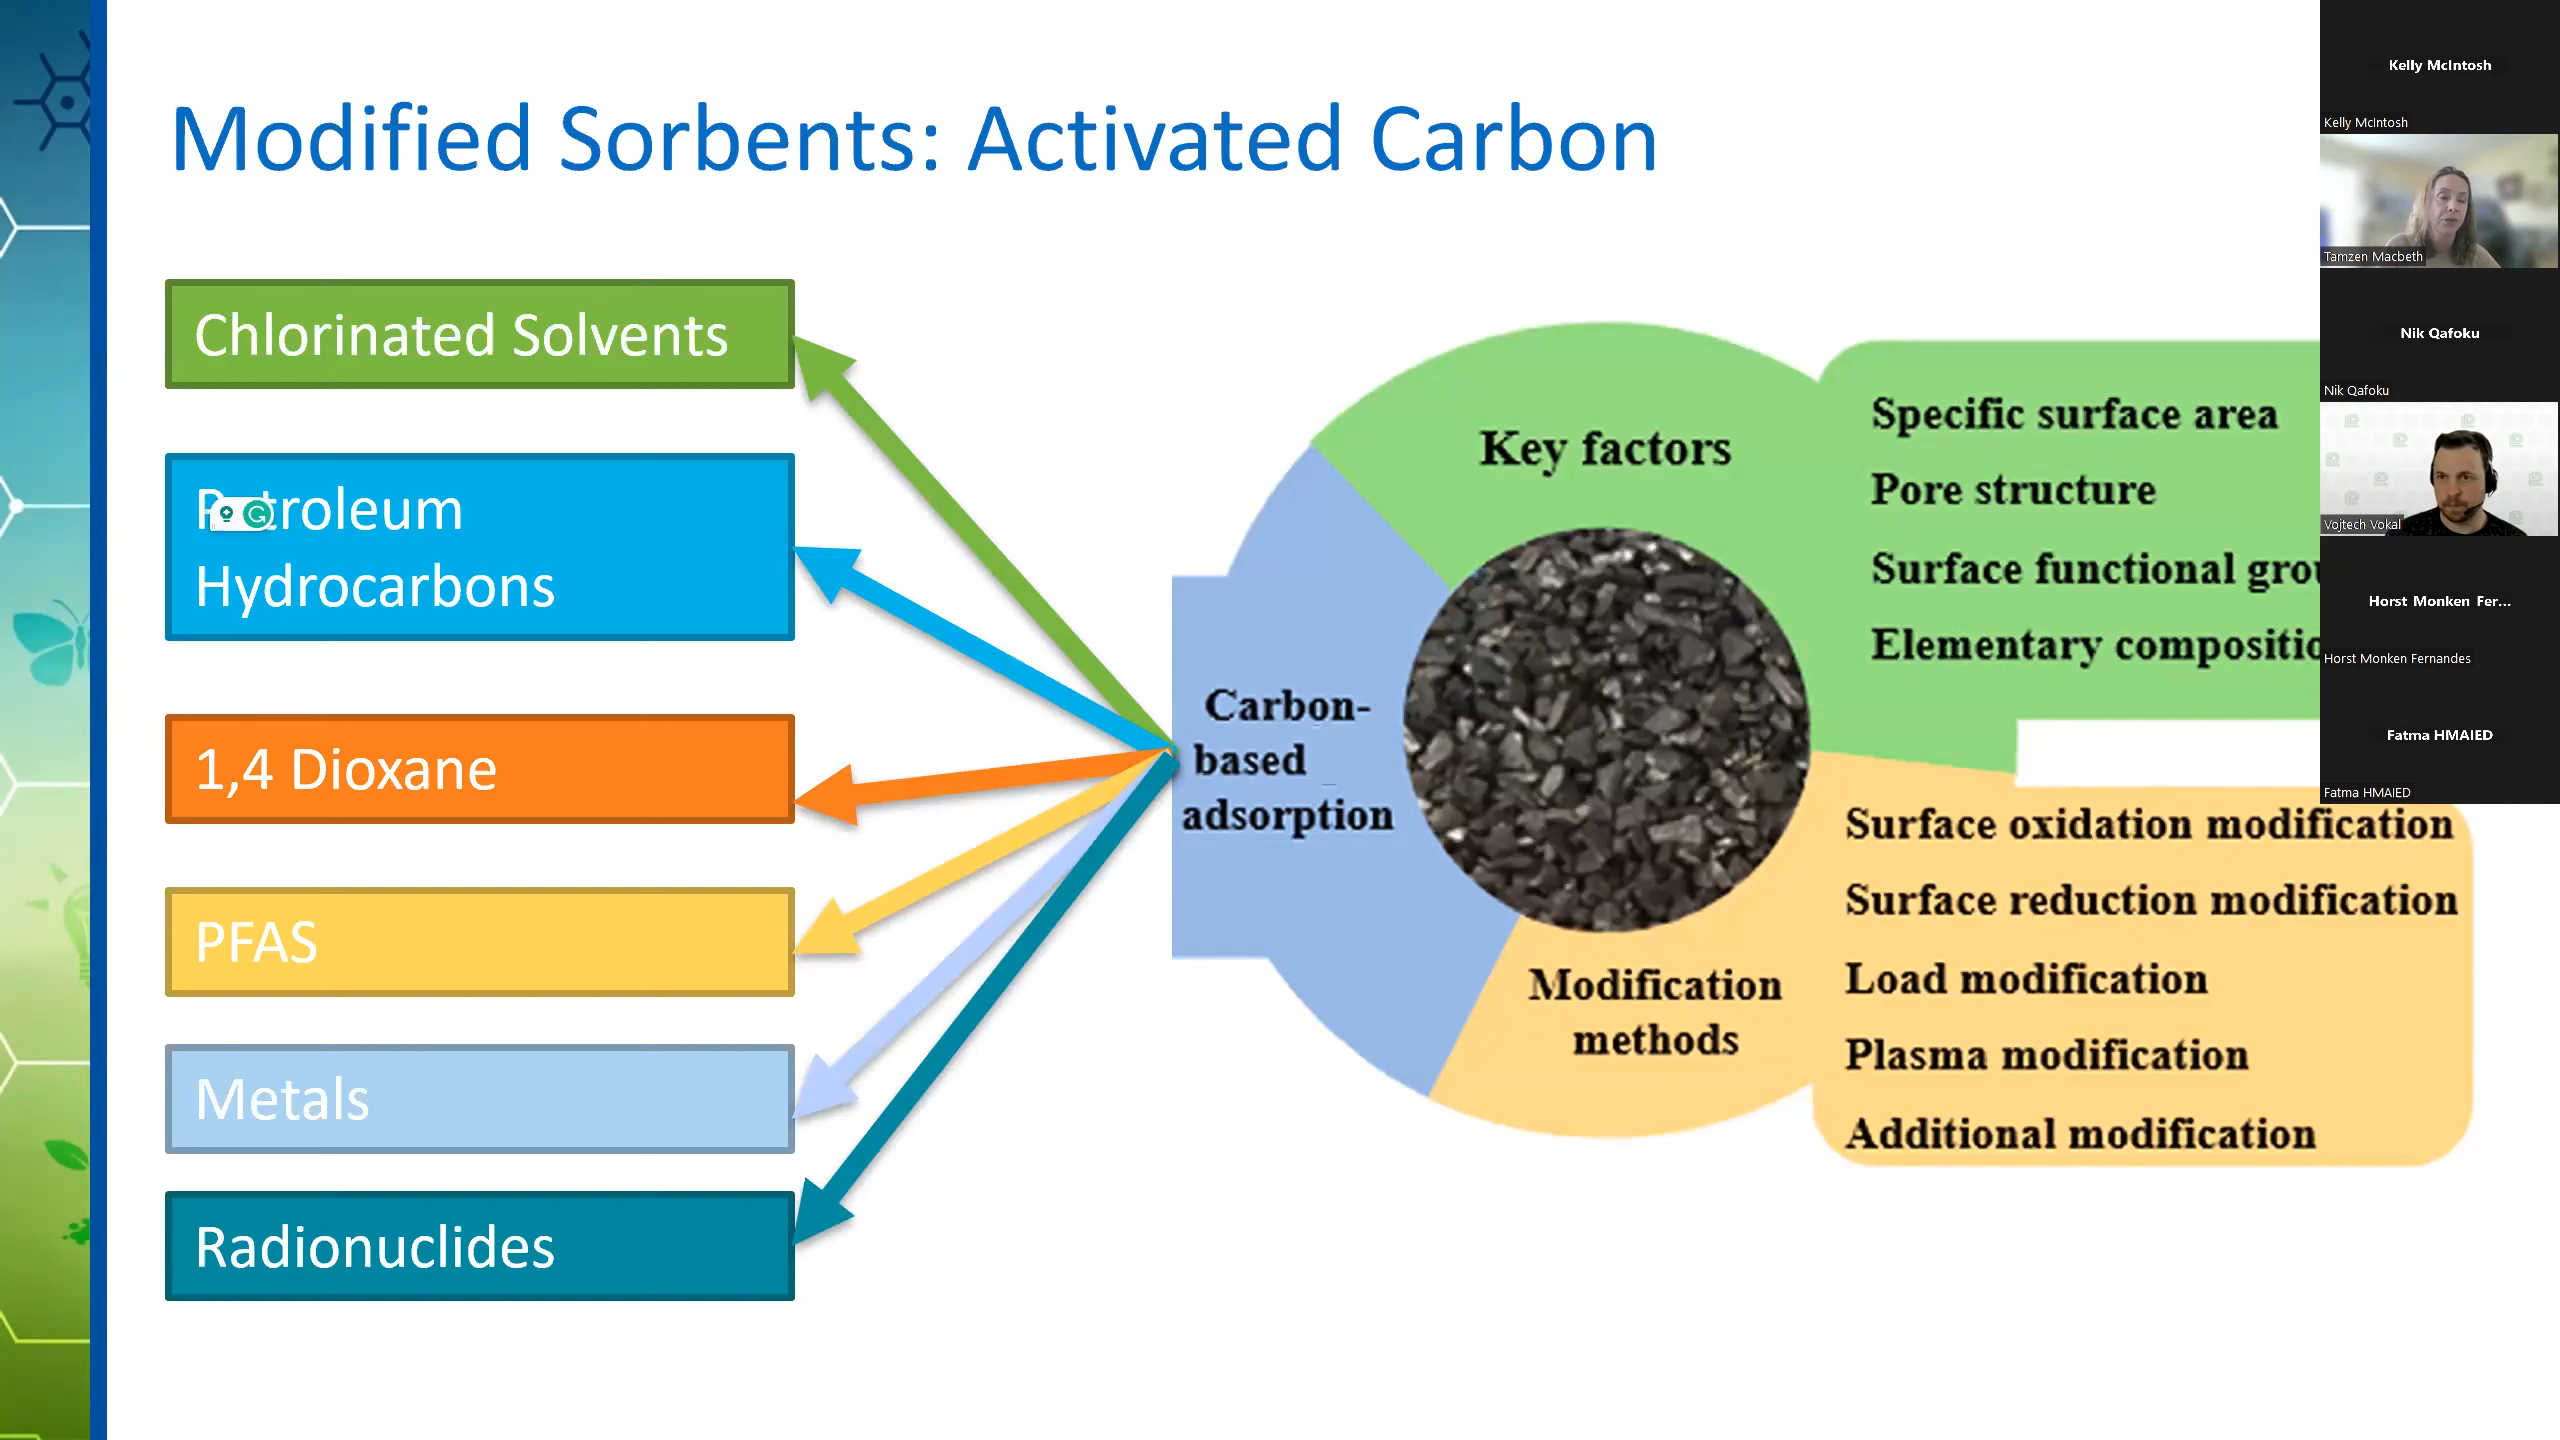 Modified Sorbents: Activated Carbon
Chlorinated Solvents
Petroleum
Hydrocarbons
1,4 Dioxane
PFAS
Metals
Radionuclides
Carbon-
based
adsorption
Key factors
Specific surface area
Pore structure
Surface functional grou
Elementary compositio
Modification
methods
Surface oxidation modification
Surface reduction modification
Load modification
Plasma modification
Additional modification
Kelly McIntosh
Kelly McIntosh
Tamzen Macbeth
Nik Qafoku
Nik Qafoku
Vojtech Vokal
Horst Monken Fer...
Horst Monken Fernandes
Fatma HMAIED
Fatma HMAIED